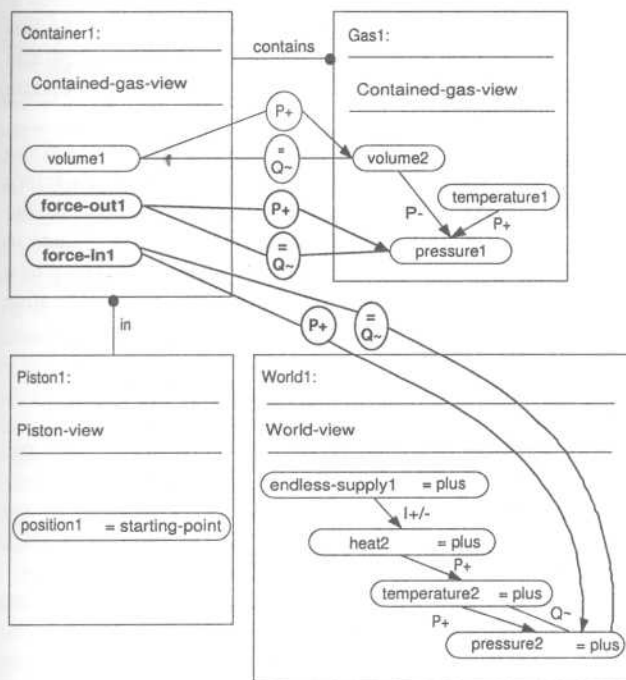 Container1:
Contained-gas-view
volume1
force-out1
force-in1
contains
P+
=
Q~
P+
=
Q~
Gas1:
Contained-gas-view
volume2
temperature1
P-
P+
pressure1
in
P+
=
Q~
Piston1:
Piston-view
position1 = starting-point
World1:
World-view
endless-supply1 = plus
I+/-
heat2 = plus
P+
temperature2 = plus
P+
Q~
pressure2 = plus